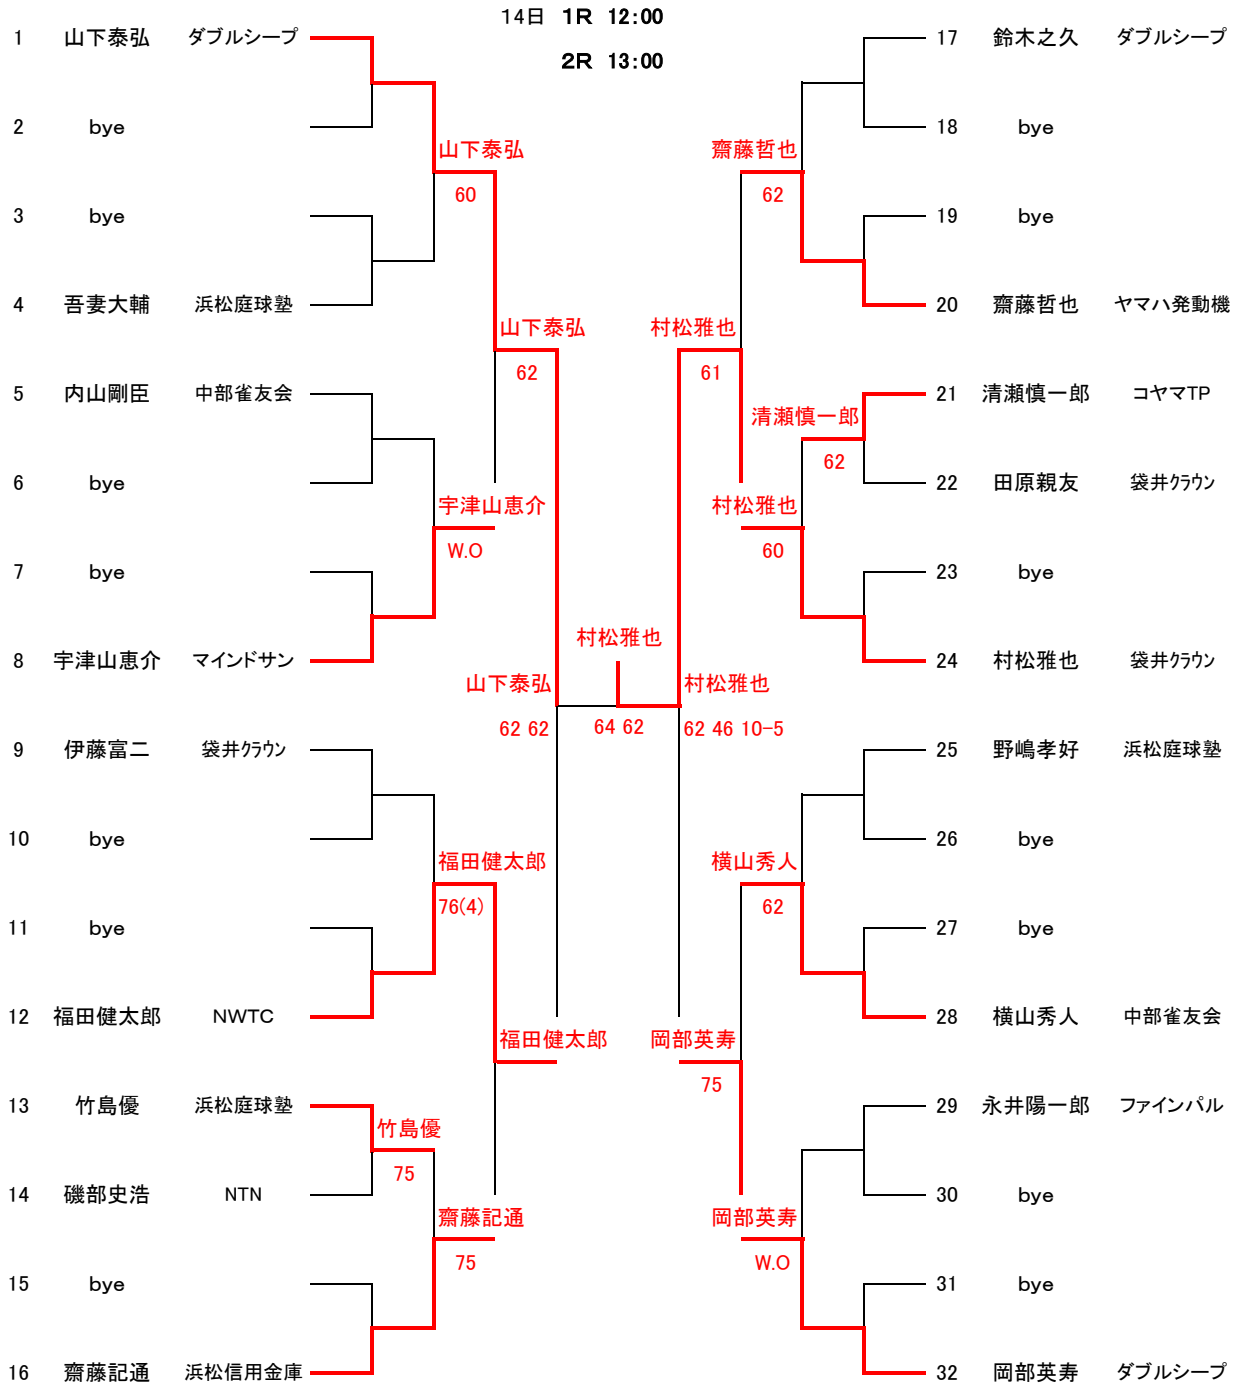 14日 1R 12:00
2R 13:00
1 山下泰弘 ダブルシープ
2 bye
3 bye
4 吾妻大輔 浜松庭球塾
5 内山剛臣 中部雀友会
6 bye
7 bye
8 宇津山恵介 マインドサン
9 伊藤富二 袋井クラウン
10 bye
11 bye
12 福田健太郎 NWTC
13 竹島優 浜松庭球塾
14 磯部史浩 NTN
15 bye
16 齋藤記通 浜松信用金庫
竹島優
75
山下泰弘
60
宇津山恵介
W.O
福田健太郎
76(4)
齋藤記通
75
山下泰弘
62
福田健太郎
山下泰弘
62 62
村松雅也
64 62
村松雅也
62 46 10-5
村松雅也
61
岡部英寿
75
齋藤哲也
62
村松雅也
60
横山秀人
62
岡部英寿
W.O
清瀬慎一郎
62
17 鈴木之久 ダブルシープ
18 bye
19 bye
20 齋藤哲也 ヤマハ発動機
21 清瀬慎一郎 コヤマTP
22 田原親友 袋井クラウン
23 bye
24 村松雅也 袋井クラウン
25 野嶋孝好 浜松庭球塾
26 bye
27 bye
28 横山秀人 中部雀友会
29 永井陽一郎 ファインパル
30 bye
31 bye
32 岡部英寿 ダブルシープ